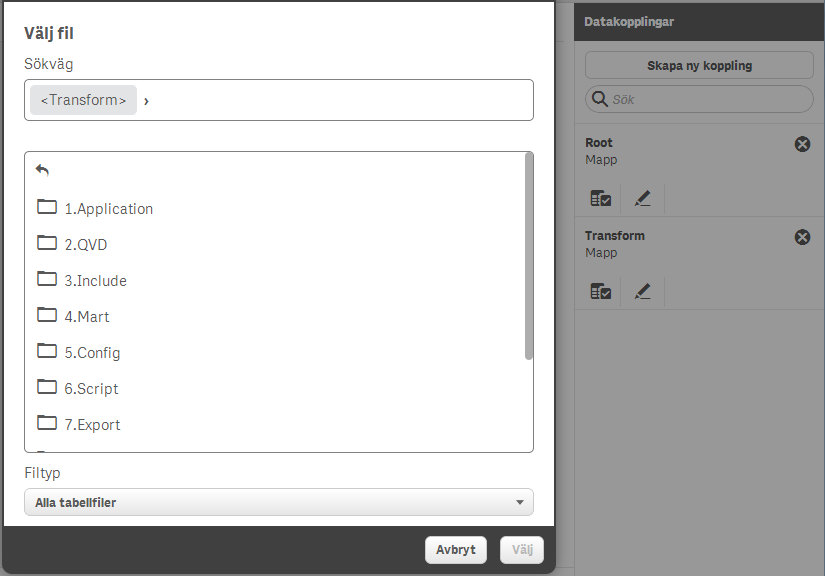 Välj fil
Sökväg
<Transform> ›
1.Application
2.QVD
3.Include
4.Mart
5.Config
6.Script
7.Export
Filtyp
Alla tabellfiler
Avbryt Välj
Datakopplingar
Skapa ny koppling
Sök
Root
Mapp
Transform
Mapp